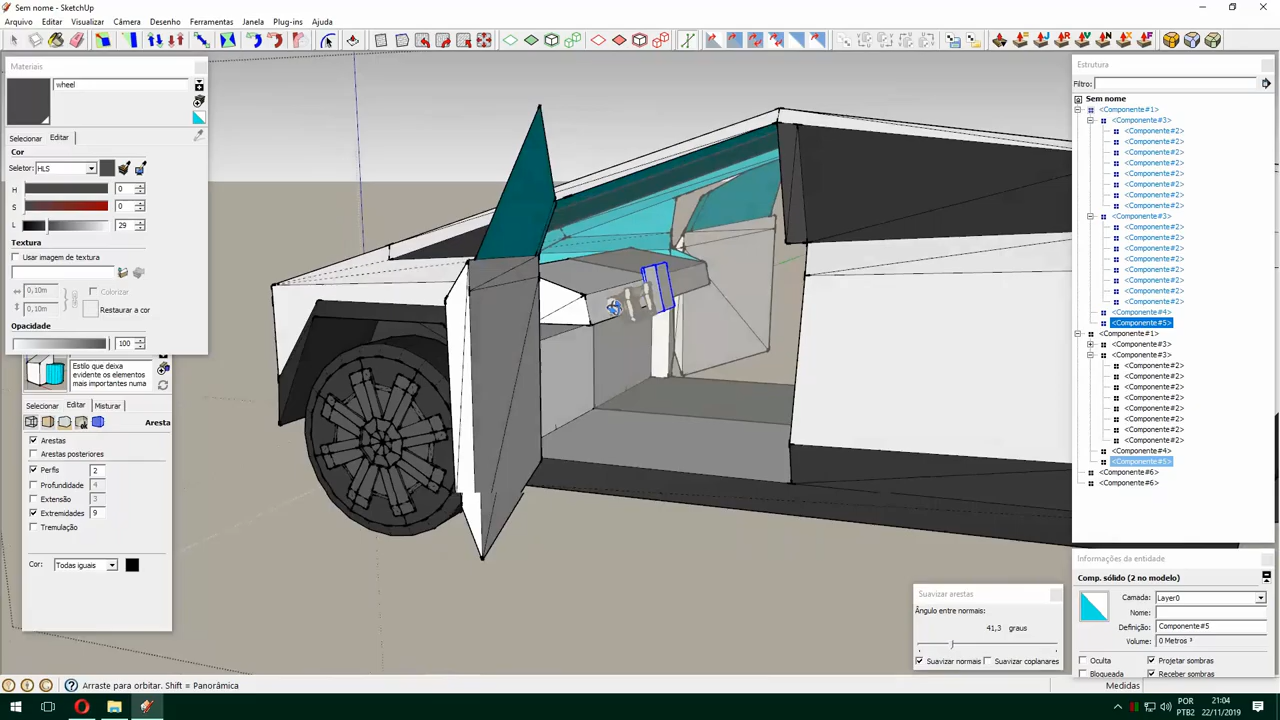 Sem nome - SketchUp
Arquivo Editar Visualizar Câmera Desenho Ferramentas Janela Plug-ins Ajuda
Materiais
wheel
Selecionar Editar
Cor
Seletor: HLS
H 0
S 0
L 29
Textura
Usar imagem de textura
0,10m
Colorizar
0,10m
Restaurar a cor
Opacidade
100
Estilo que deixa
evidente os elementos
mais importantes numa
Selecionar Editar Misturar
Aresta
Arestas
Arestas posteriores
Perfis 2
Profundidade 4
Extensão 3
Extremidades 9
Tremulação
Cor: Todas iguais
Estrutura
Filtro:
Sem nome
<Componente#1>
<Componente#3>
<Componente#2>
<Componente#2>
<Componente#2>
<Componente#2>
<Componente#2>
<Componente#2>
<Componente#2>
<Componente#2>
<Componente#3>
<Componente#2>
<Componente#2>
<Componente#2>
<Componente#2>
<Componente#2>
<Componente#2>
<Componente#2>
<Componente#2>
<Componente#4>
<Componente#5>
<Componente#1>
<Componente#3>
<Componente#3>
<Componente#2>
<Componente#2>
<Componente#2>
<Componente#2>
<Componente#2>
<Componente#2>
<Componente#2>
<Componente#2>
<Componente#4>
<Componente#5>
<Componente#6>
<Componente#6>
Informações da entidade
Comp. sólido (2 no modelo)
Camada: Layer0
Nome:
Definição: Componente#5
Volume: 0 Metros ³
Oculta Projetar sombras
Bloqueada Receber sombras
Suavizar arestas
Ângulo entre normais:
41,3 graus
Suavizar normais Suavizar coplanares
Arraste para orbitar. Shift = Panorâmica
Medidas
POR
PTB2
21:04
22/11/2019